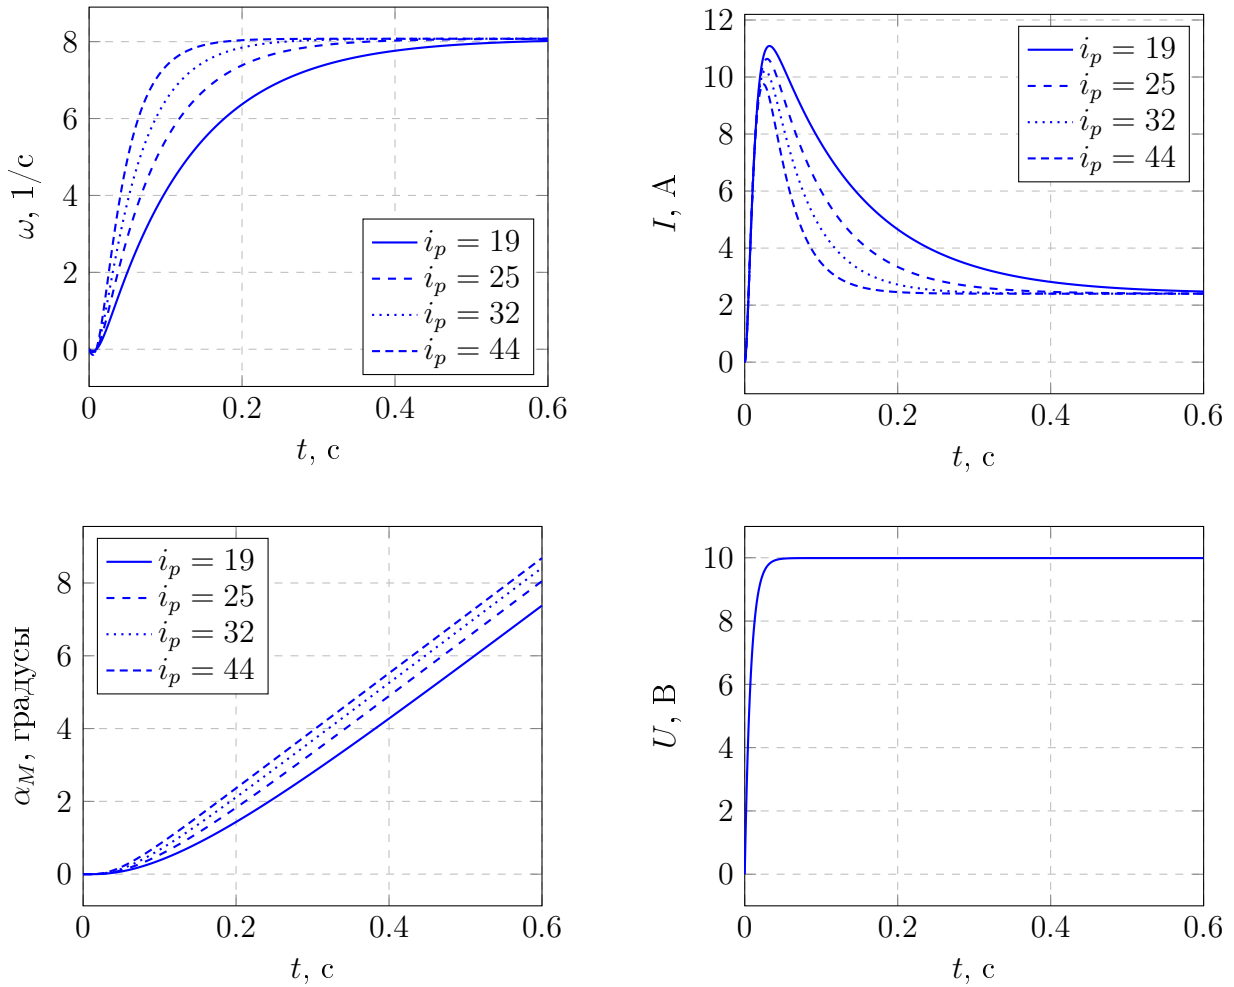 8
6
4
2
0
ω, 1/с
i_p = 19
i_p = 25
i_p = 32
i_p = 44
0
0.2
0.4
0.6
t, с
12
10
8
6
4
2
0
I, А
i_p = 19
i_p = 25
i_p = 32
i_p = 44
0
0.2
0.4
0.6
t, с
8
6
4
2
0
α_M, градусы
i_p = 19
i_p = 25
i_p = 32
i_p = 44
0
0.2
0.4
0.6
t, с
10
8
6
4
2
0
U, В
0
0.2
0.4
0.6
t, с